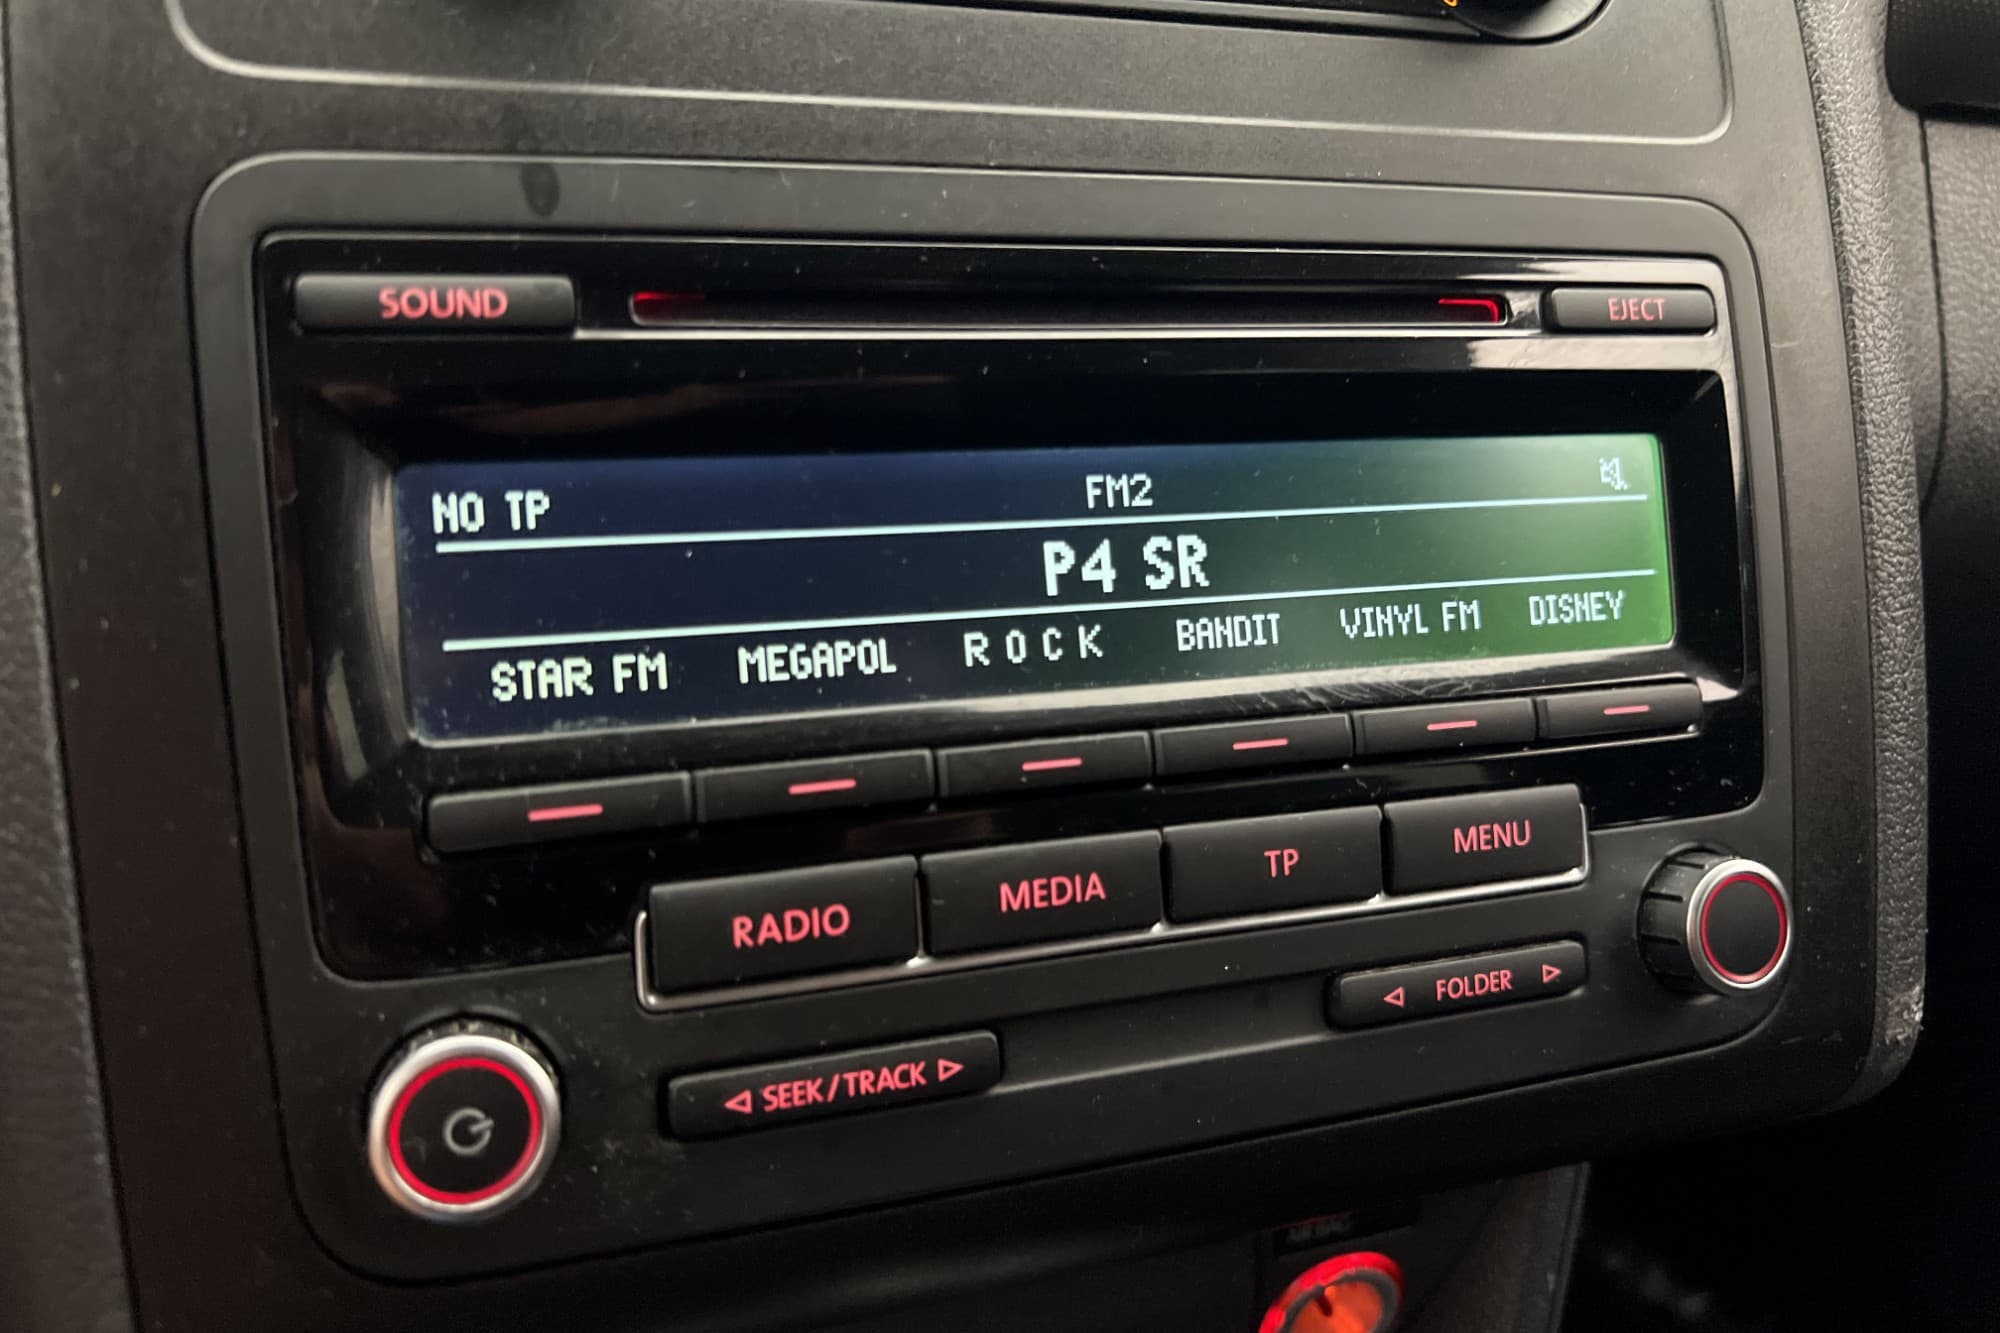 SOUND EJECT
NO TP FM2
P4 SR
STAR FM MEGAPOL ROCK BANDIT VINYL FM DISNEY
RADIO MEDIA TP MENU
SEEK/TRACK FOLDER